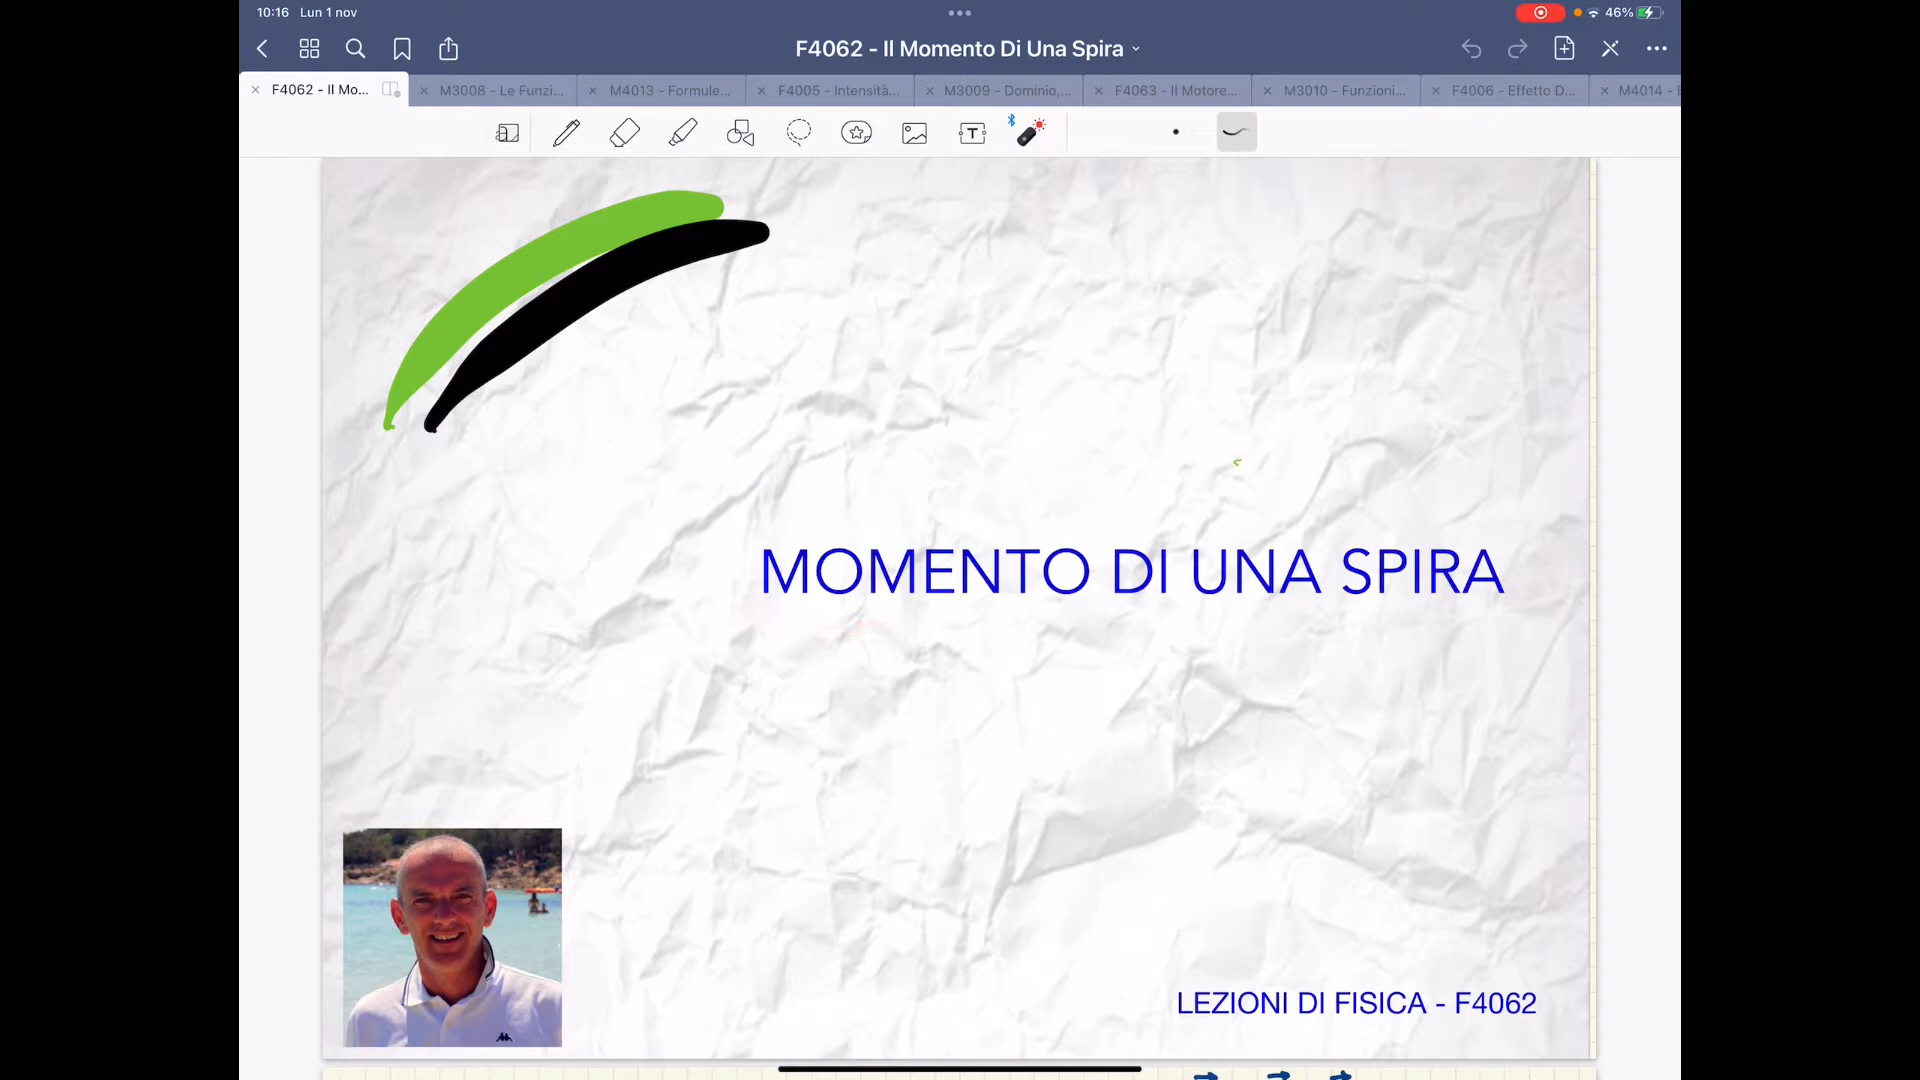 10:16 Lun 1 nov
46%
F4062 - Il Momento Di Una Spira
F4062 - Il Mo...
M3008 - Le Funzi...
M4013 - Formule...
F4005 - Intensità...
M3009 - Dominio,...
F4063 - Il Motore...
M3010 - Funzioni...
F4006 - Effetto D...
M4014 -
T
MOMENTO DI UNA SPIRA
LEZIONI DI FISICA - F4062